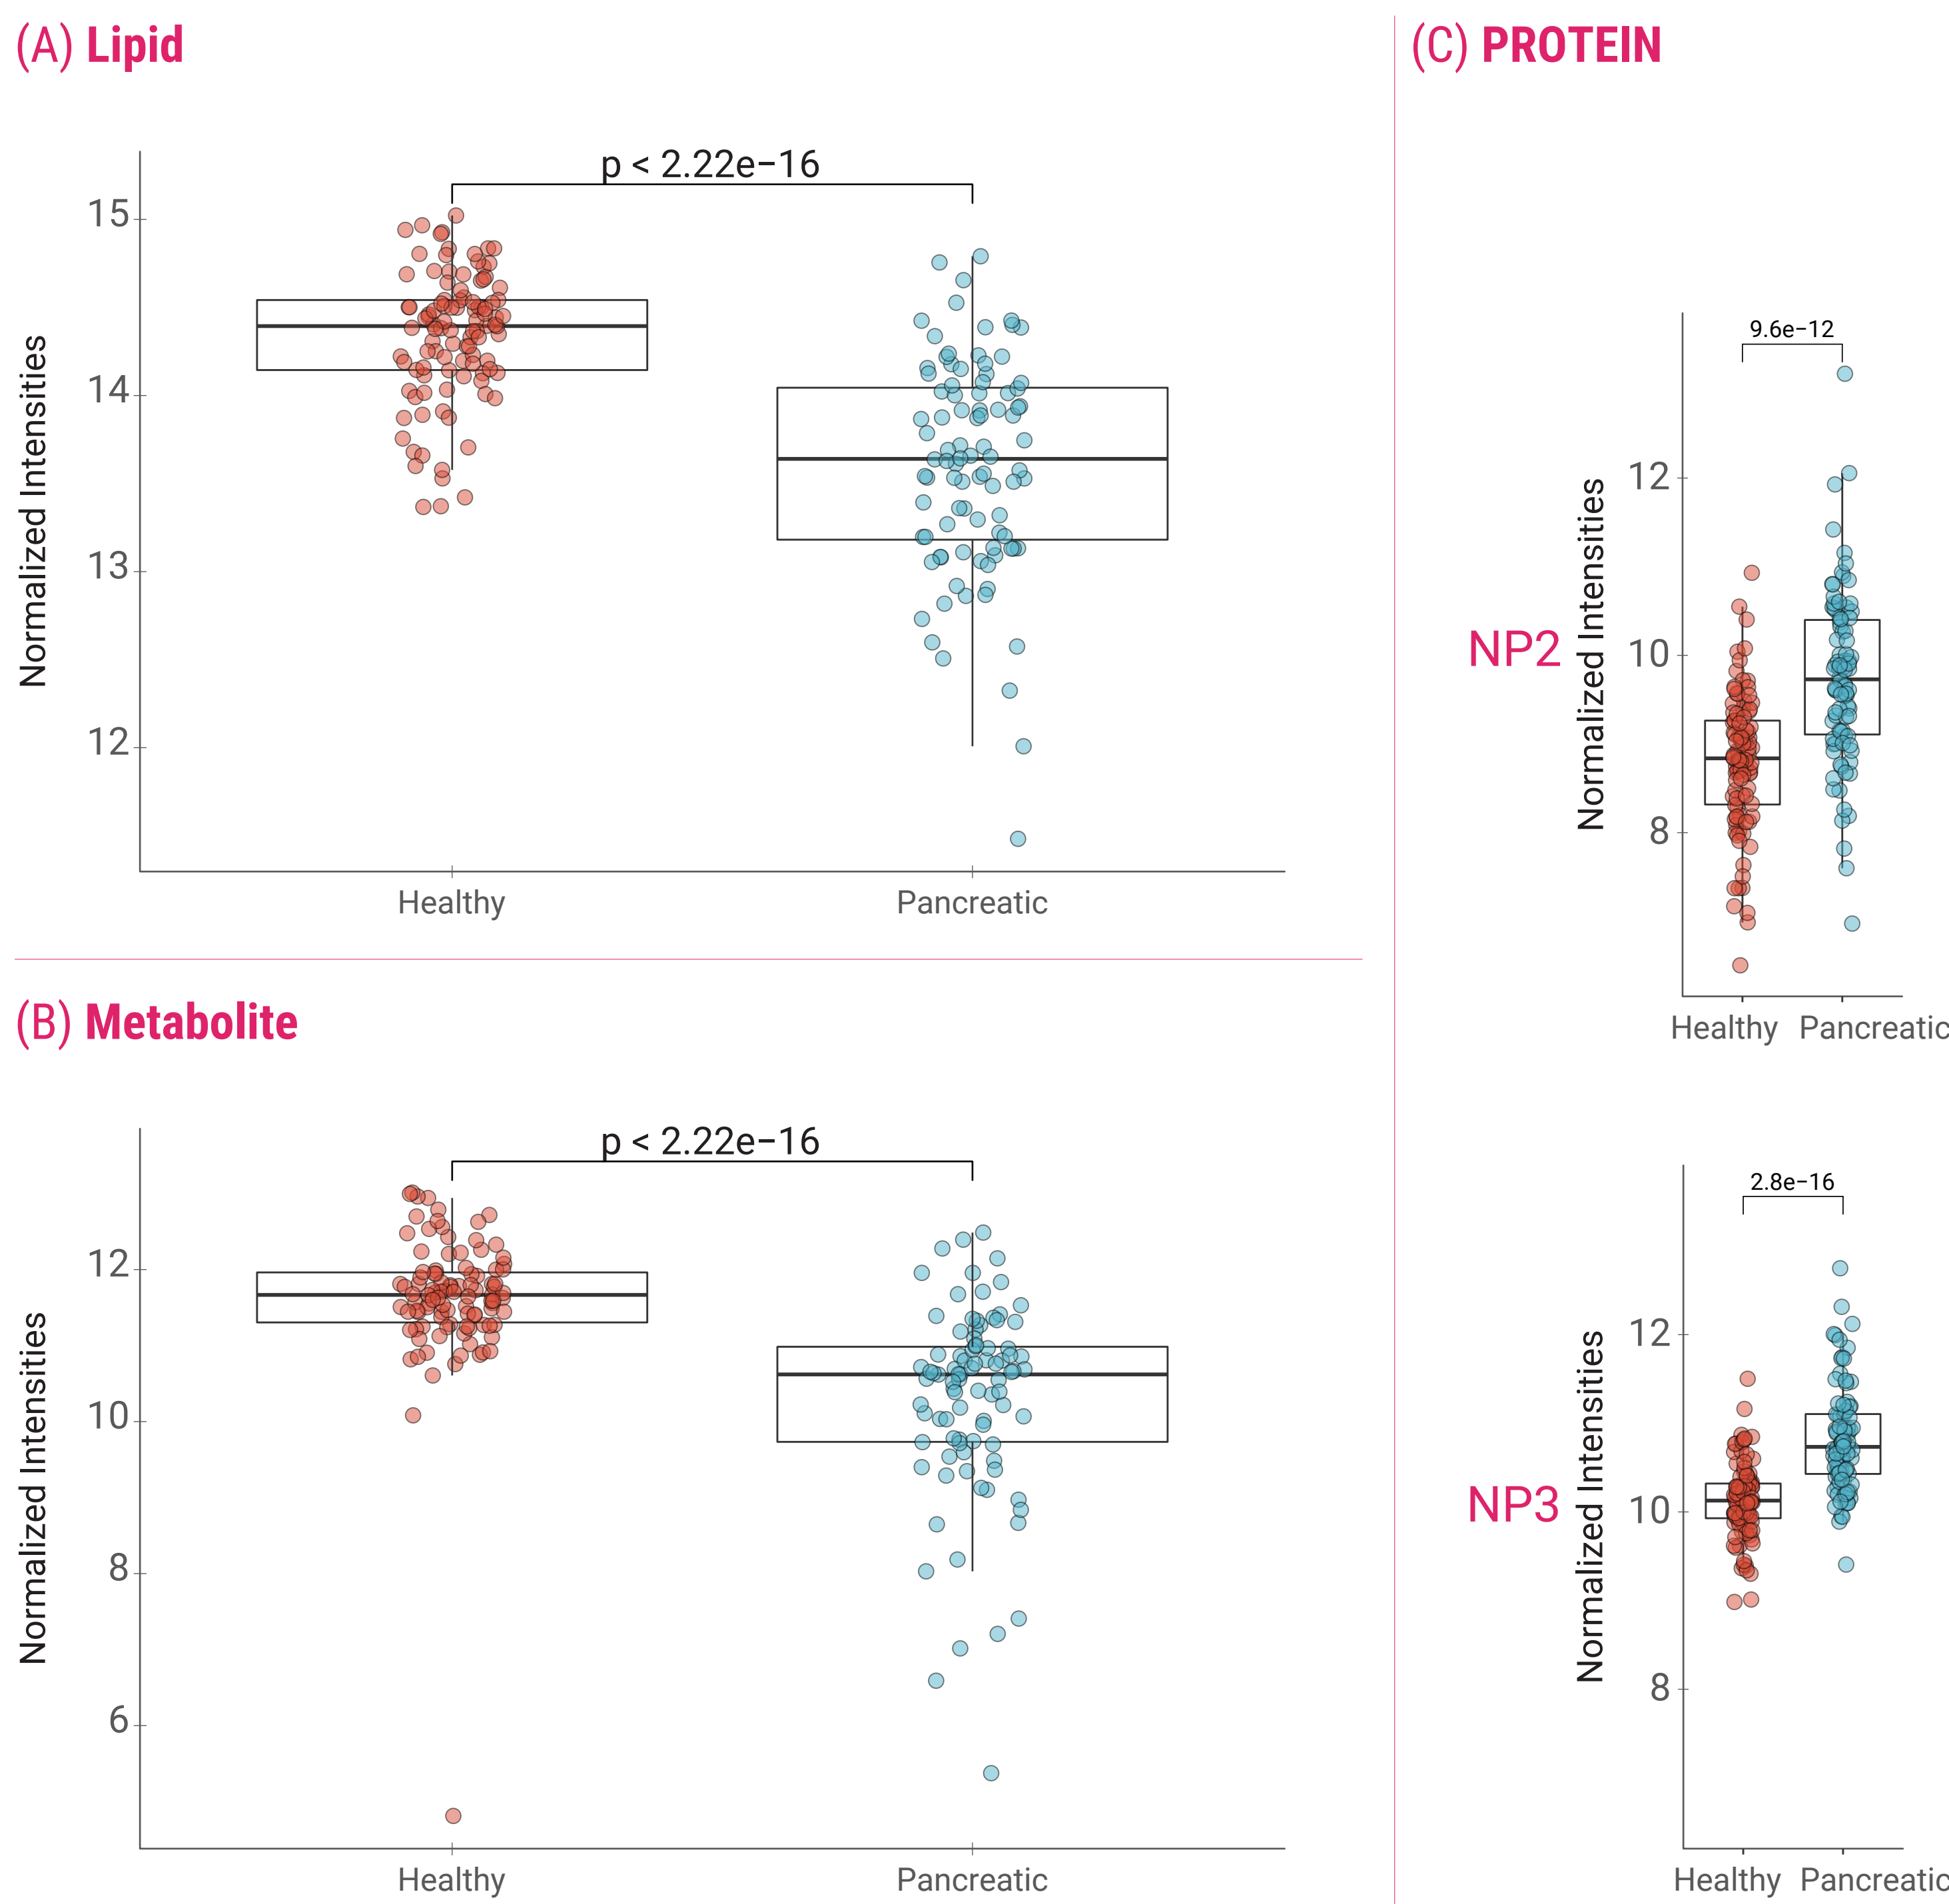 (A) Lipid
p < 2.22e−16
15
14
13
12
Normalized Intensities
Healthy
Pancreatic
(B) Metabolite
p < 2.22e−16
12
10
8
6
Normalized Intensities
Healthy
Pancreatic
(C) PROTEIN
NP2
9.6e−12
12
10
8
Normalized Intensities
Healthy
Pancreatic
NP3
2.8e−16
12
10
8
Normalized Intensities
Healthy
Pancreatic